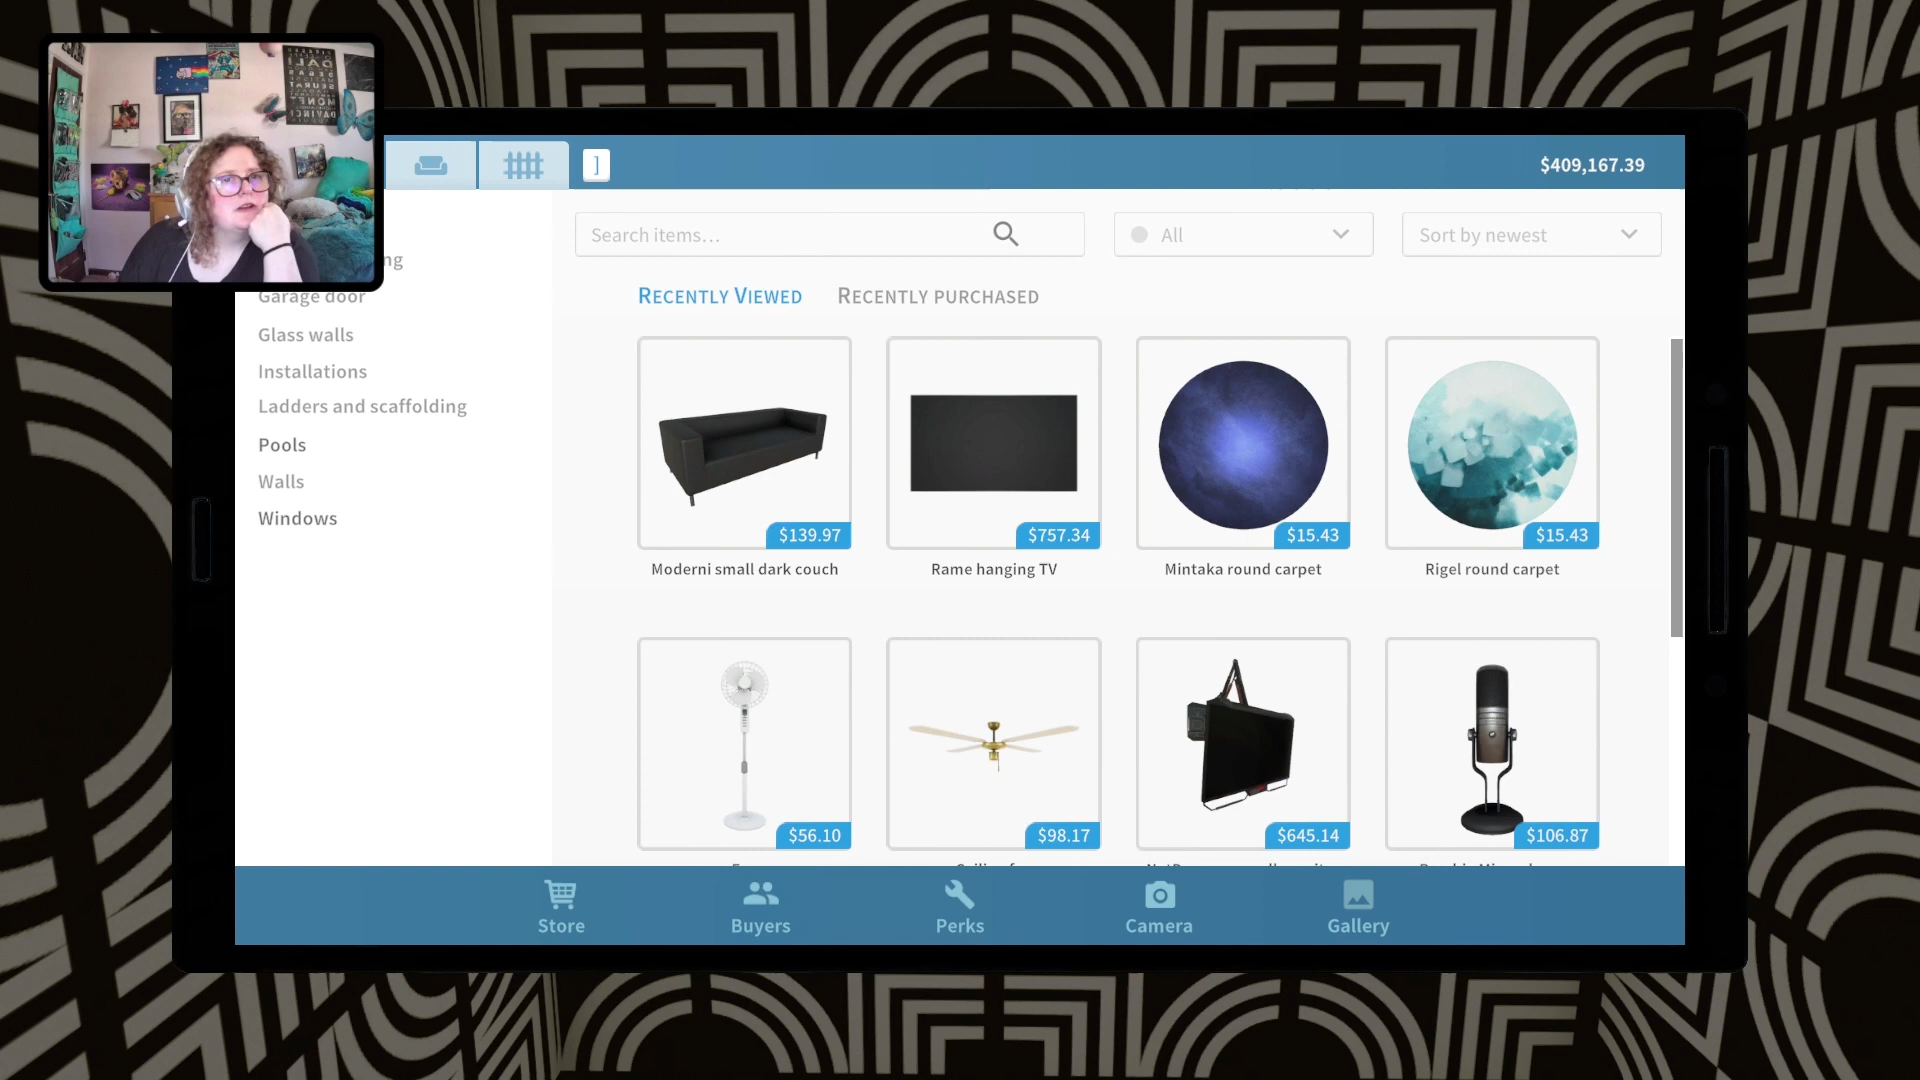 ]
$409,167.39
Search items...
All
Sort by newest
ng
Garage door
Glass walls
Installations
Ladders and scaffolding
Pools
Walls
Windows
RECENTLY VIEWED
RECENTLY PURCHASED
$139.97
$757.34
$15.43
$15.43
Moderni small dark couch
Rame hanging TV
Mintaka round carpet
Rigel round carpet
$56.10
$98.17
$645.14
$106.87
Store
Buyers
Perks
Camera
Gallery